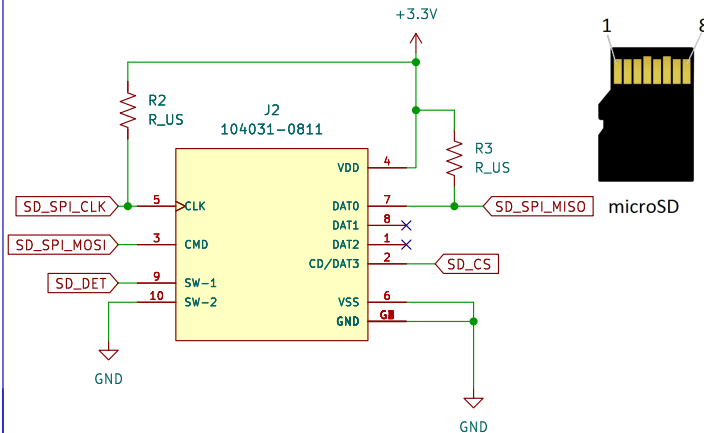 +3.3V
1
8
R2
R_US
J2
104031-0811
R3
R_US
VDD
4
SD_SPI_CLK
5
CLK
DAT0
7
SD_SPI_MISO
microSD
DAT1
8
SD_SPI_MOSI
3
CMD
DAT2
1
CD/DAT3
2
SD_CS
SD_DET
9
SW-1
10
SW-2
VSS
6
GND
GND
GND